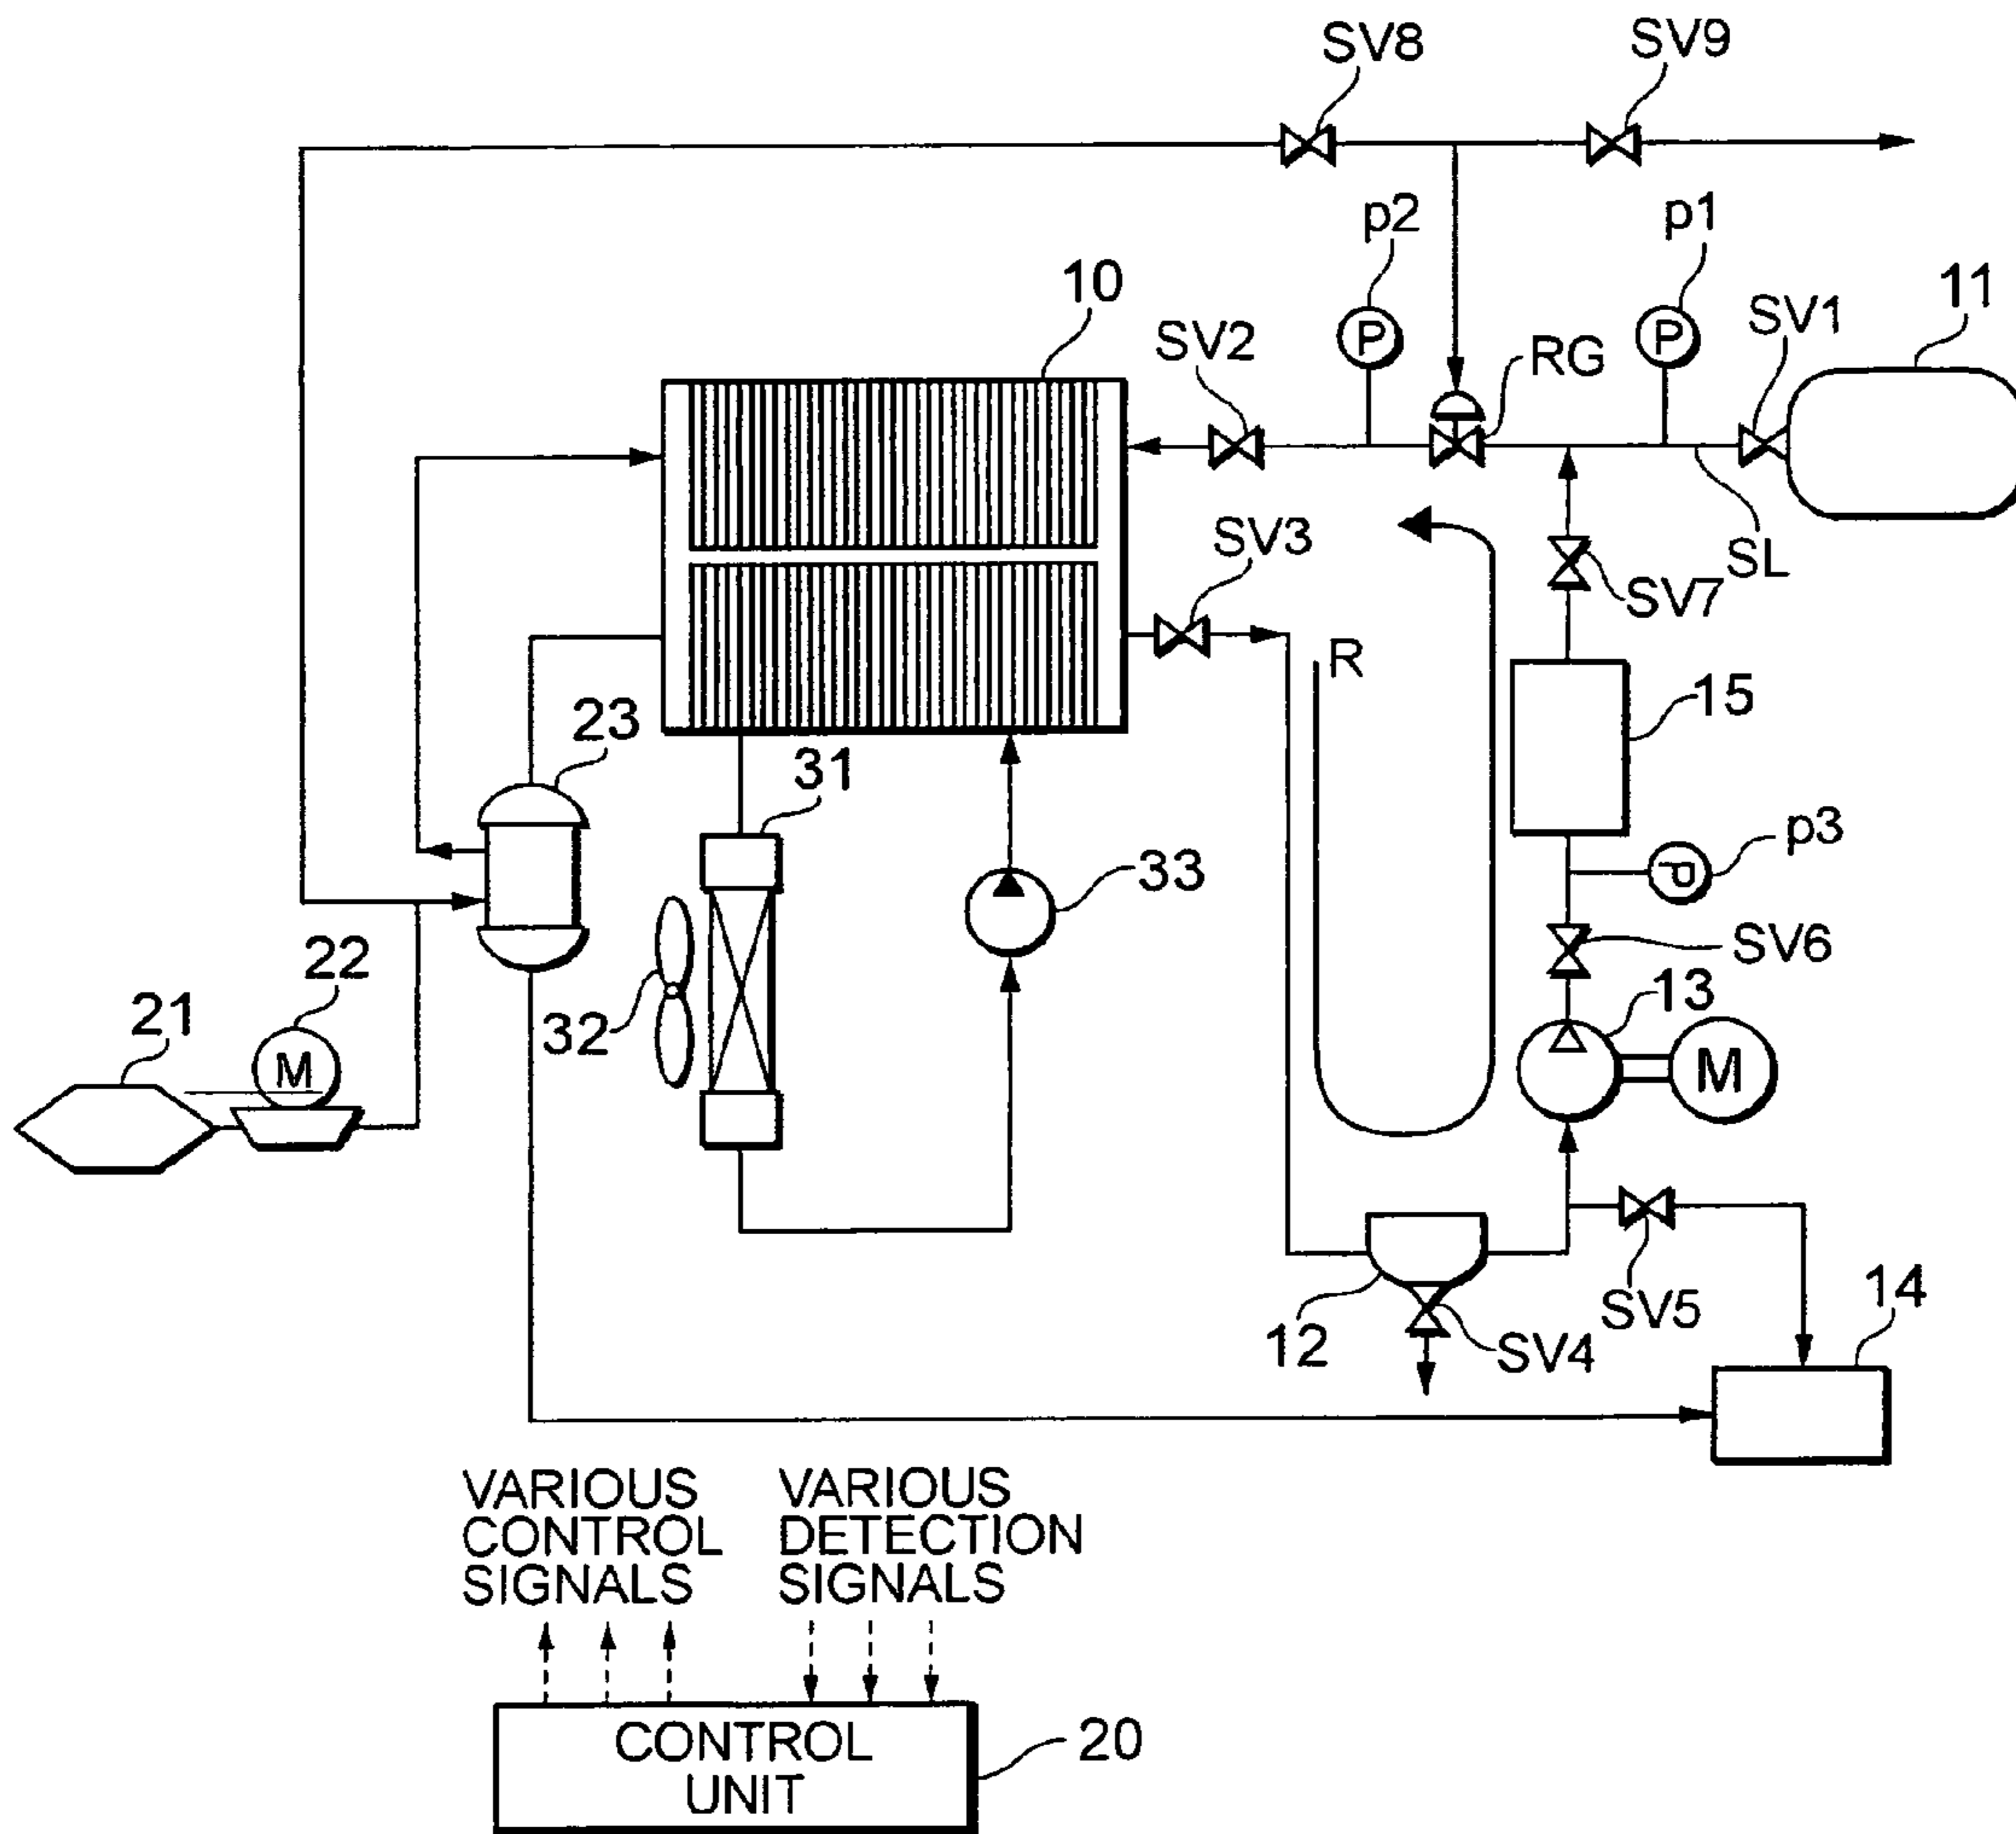 SV8
SV9
p2
p1
10
11
SV2
SV1
P
P
RG
SV3
SL
SV7
R
23
15
31
p3
P
33
22
SV6
13
21
32
M
M
12
SV4
SV5
14
VARIOUS
CONTROL
SIGNALS
VARIOUS
DETECTION
SIGNALS
CONTROL
UNIT
20